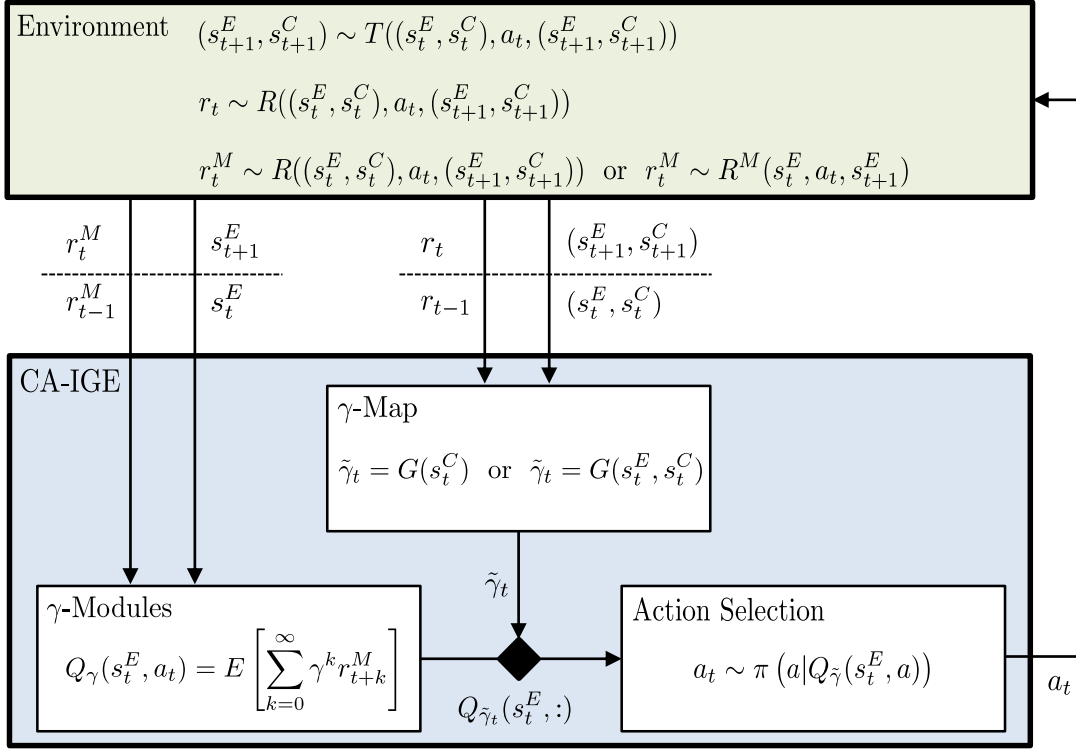 Environment (s^E_{t+1}, s^C_{t+1}) ∼ T((s^E_t, s^C_t), a_t, (s^E_{t+1}, s^C_{t+1}))
r_t ∼ R((s^E_t, s^C_t), a_t, (s^E_{t+1}, s^C_{t+1}))
r^M_t ∼ R((s^E_t, s^C_t), a_t, (s^E_{t+1}, s^C_{t+1})) or r^M_t ∼ R^M(s^E_t, a_t, s^E_{t+1})
r^M_t s^E_{t+1} r_t (s^E_{t+1}, s^C_{t+1})
r^M_{t-1} s^E_t r_{t-1} (s^E_t, s^C_t)
CA-IGE
γ-Map
γ̃_t = G(s^C_t) or γ̃_t = G(s^E_t, s^C_t)
γ̃_t
γ-Modules
Q_γ(s^E_t, a_t) = E [∑_{k=0}^{∞} γ^k r^M_{t+k}]
Q_{γ̃_t}(s^E_t, :)
Action Selection
a_t ∼ π (a|Q_{γ̃}(s^E_t, a))
a_t